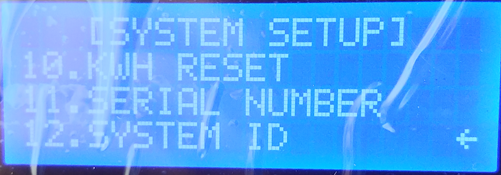 [SYSTEM SETUP]
10.KWH RESET
11.SERIAL NUMBER
12.SYSTEM ID ←